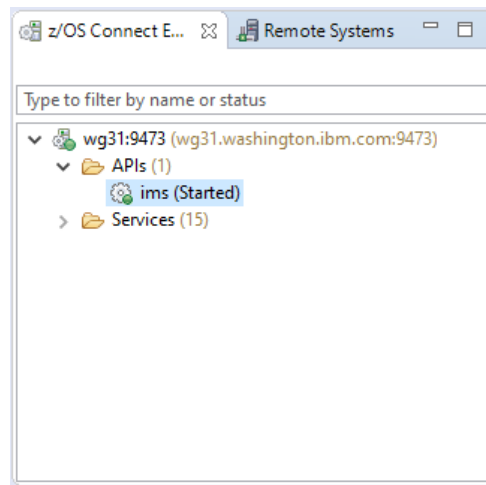 z/OS Connect E... Remote Systems
Type to filter by name or status
wg31:9473 (wg31.washington.ibm.com:9473)
APIs (1)
ims (Started)
Services (15)